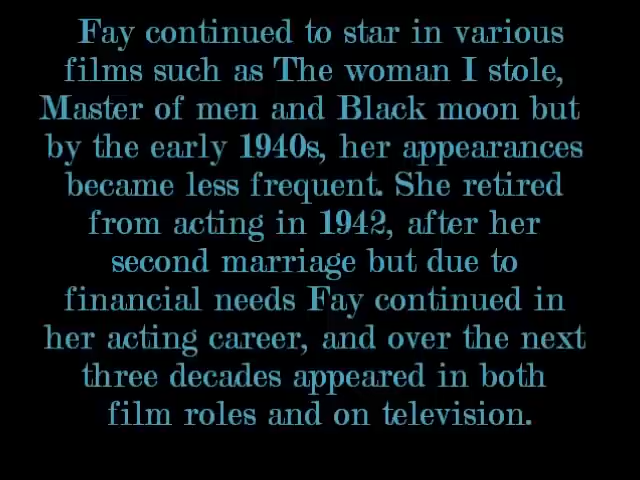 Fay continued to star in various
films such as The woman I stole,
Master of men and Black moon but
by the early 1940s, her appearances
became less frequent. She retired
from acting in 1942, after her
second marriage but due to
financial needs Fay continued in
her acting career, and over the next
three decades appeared in both
film roles and on television.